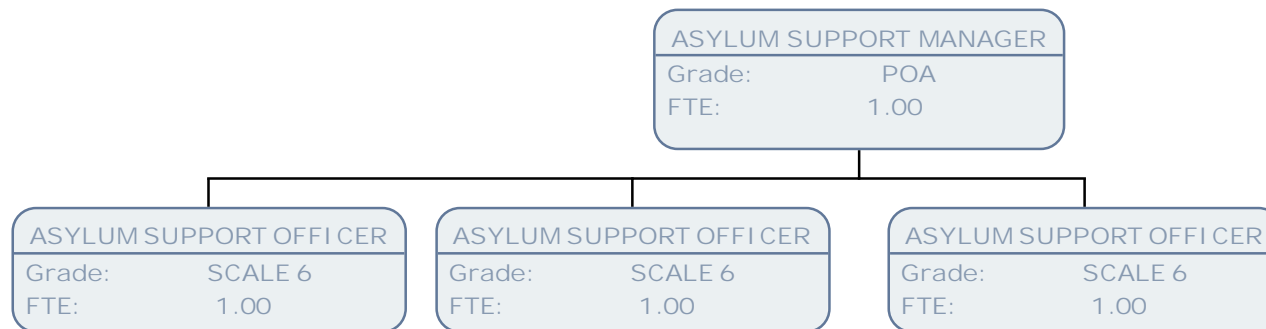 ASYLUM SUPPORT MANAGER
Grade: POA
FTE: 1.00
ASYLUM SUPPORT OFFICER
Grade: SCALE 6
FTE: 1.00
ASYLUM SUPPORT OFFICER
Grade: SCALE 6
FTE: 1.00
ASYLUM SUPPORT OFFICER
Grade: SCALE 6
FTE: 1.00